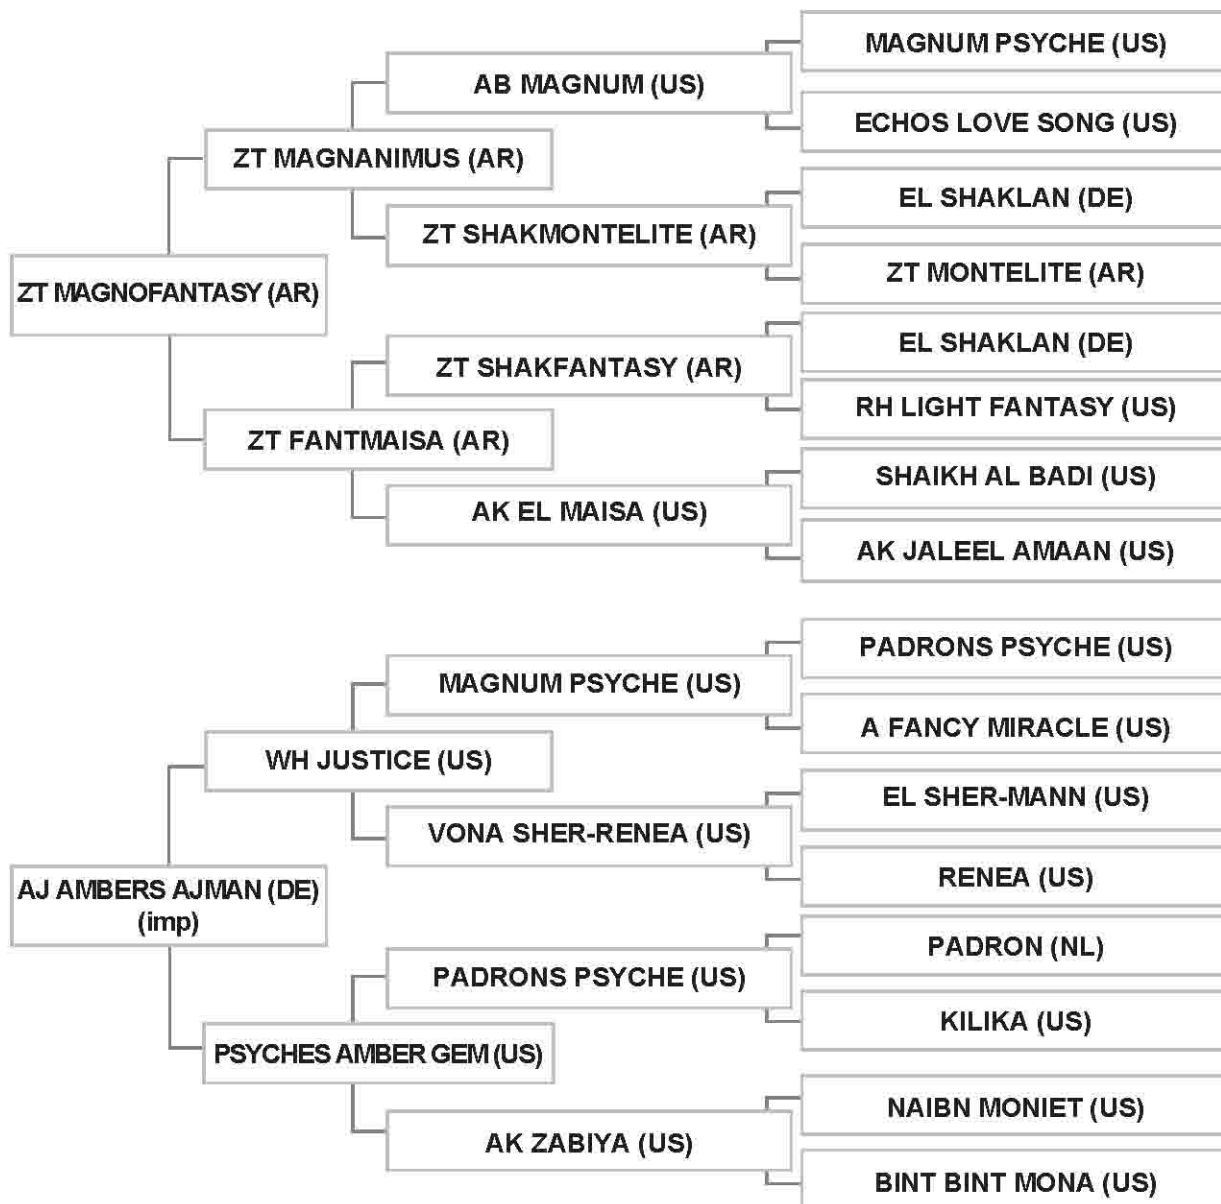 MAGNUM PSYCHE (US)
AB MAGNUM (US)
ECHOS LOVE SONG (US)
ZT MAGNANIMUS (AR)
EL SHAKLAN (DE)
ZT SHAKMONTELITE (AR)
ZT MONTELITE (AR)
ZT MAGNOFANTASY (AR)
EL SHAKLAN (DE)
ZT SHAKFANTASY (AR)
RH LIGHT FANTASY (US)
ZT FANTMAISA (AR)
SHAIKH AL BADI (US)
AK EL MAISA (US)
AK JALEEL AMAAN (US)
PADRONS PSYCHE (US)
MAGNUM PSYCHE (US)
A FANCY MIRACLE (US)
WH JUSTICE (US)
EL SHER-MANN (US)
VONA SHER-RENEA (US)
RENEA (US)
AJ AMBERS AJMAN (DE)
(imp)
PADRON (NL)
PADRONS PSYCHE (US)
KILIKA (US)
PSYCHES AMBER GEM (US)
NAIBN MONIET (US)
AK ZABIYA (US)
BINT BINT MONA (US)